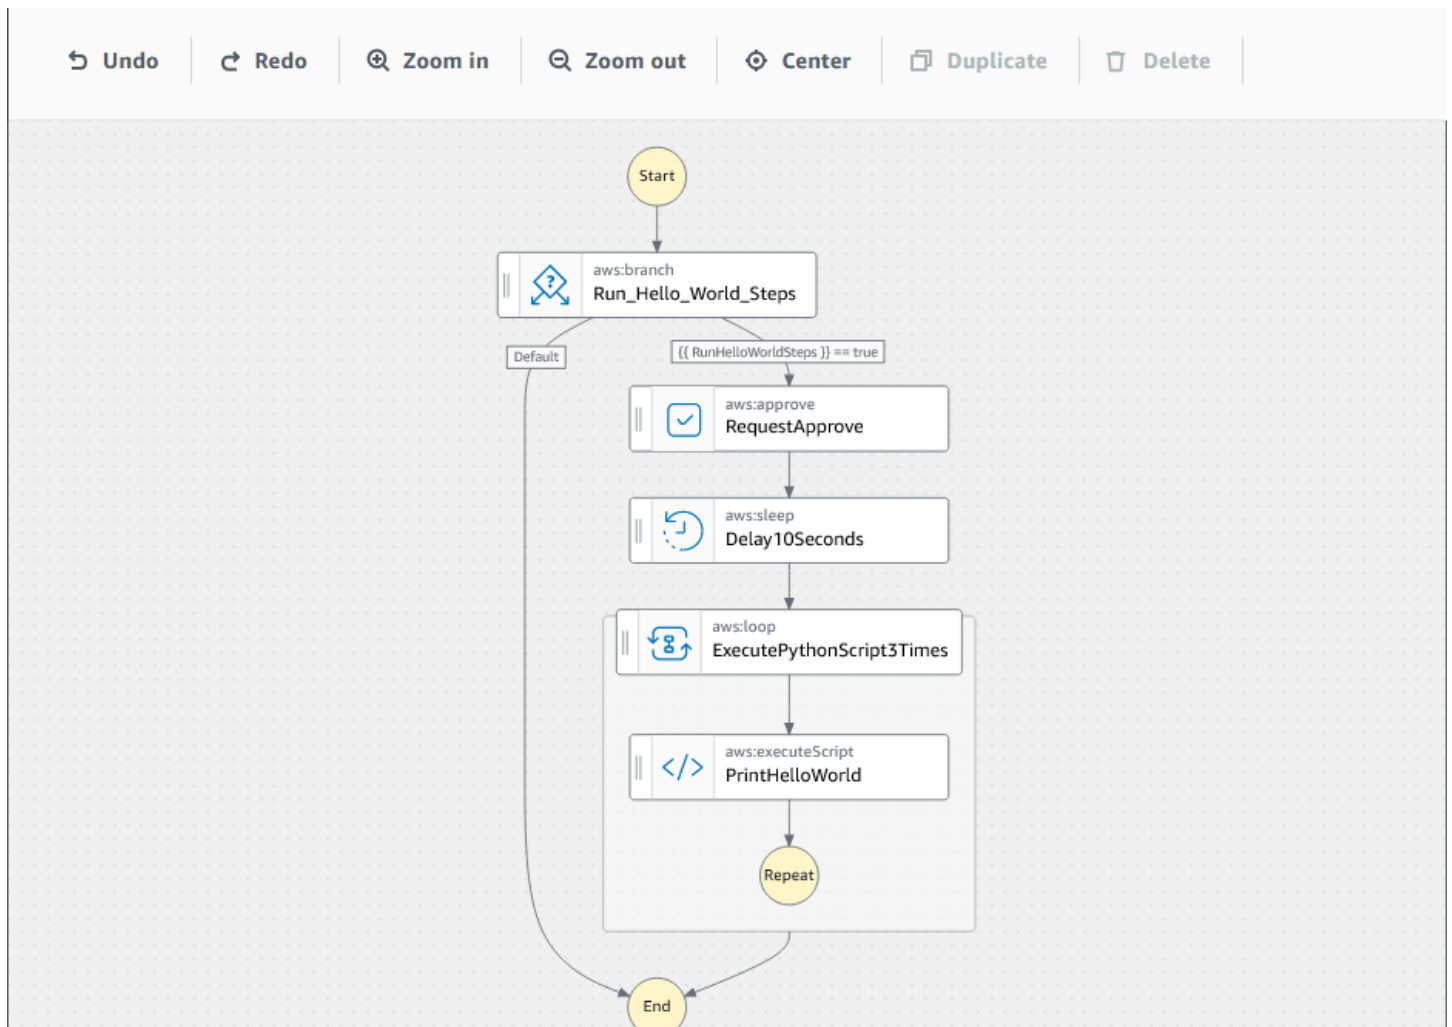 Undo
Redo
Zoom in
Zoom out
Center
Duplicate
Delete
Start
aws:branch
Run_Hello_World_Steps
?
Default
{{ RunHelloWorldSteps }} == true
aws:approve
RequestApprove
aws:sleep
Delay10Seconds
aws:loop
ExecutePythonScript3Times
aws:executeScript
PrintHelloWorld
</>
Repeat
End